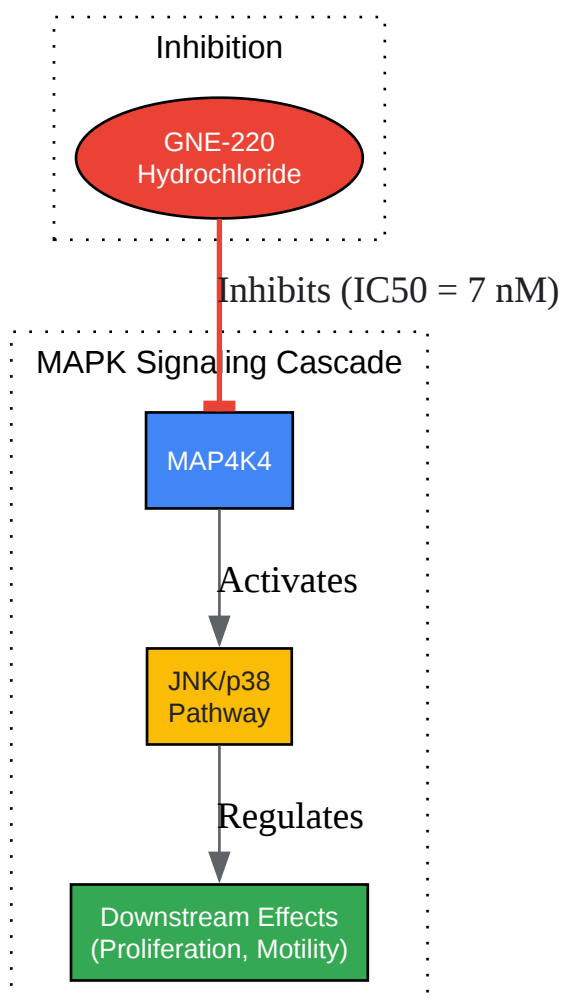 Inhibition
GNE-220
Hydrochloride
Inhibits (IC50 = 7 nM)
MAPK Signaling Cascade
MAP4K4
Activates
JNK/p38
Pathway
Regulates
Downstream Effects
(Proliferation, Motility)